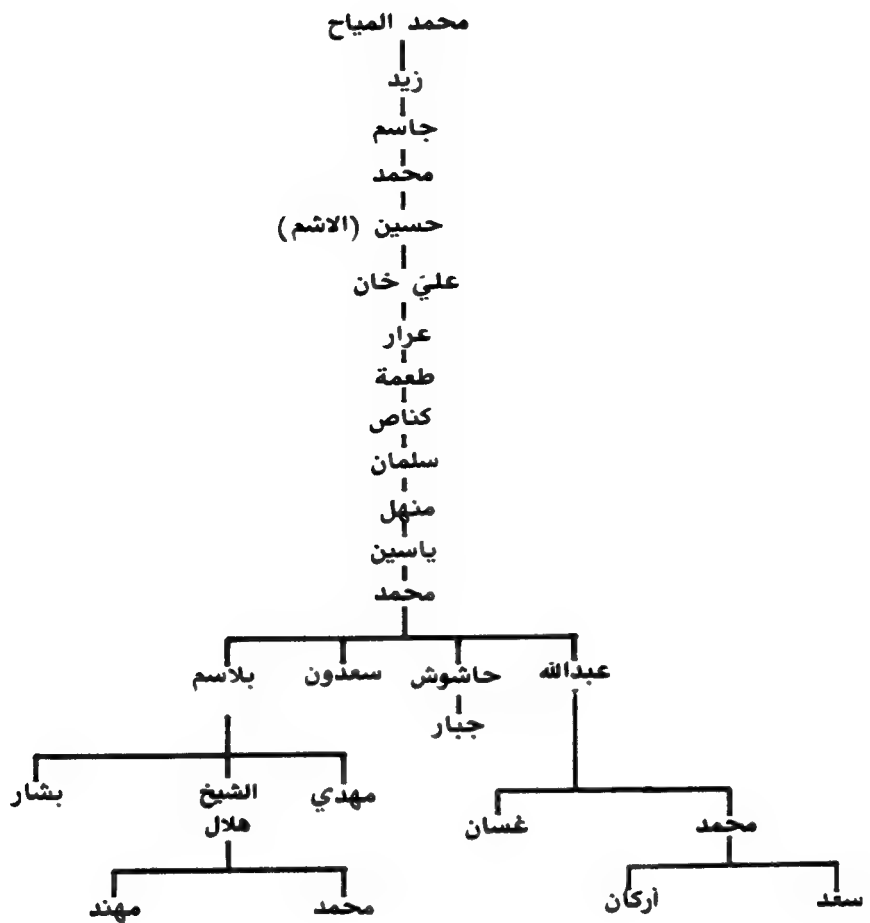 محمد المياح
زيد
جاسم
محمد
حسين (الاشم)
عليّ خان
عرار
طعمة
كناص
سلمان
منهل
ياسين
محمد
عبدالله حاشوش سعدون بلاسم
جبار
مهدي الشيخ بشار
هلال
محمد غسان
سعد أركان
محمد مهند